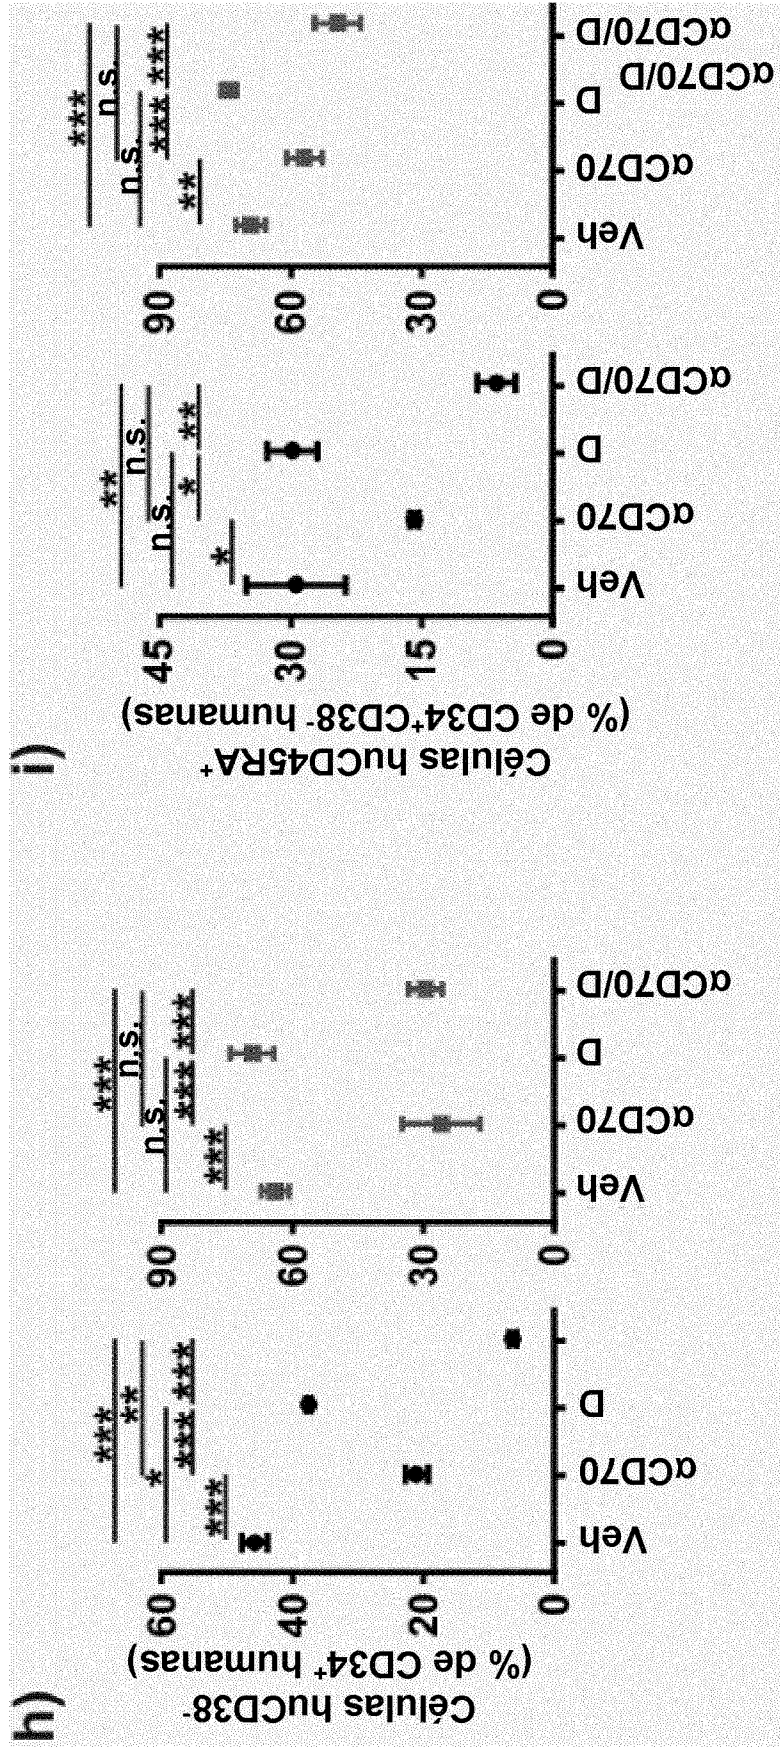 h)
Células huCD38-
(% de CD34+ humanas)
60
40
20
0
***
**
*
*** ***
***
Veh
αCD70
D
90
60
30
0
***
n.s.
n.s.
*** ***
***
Veh
αCD70
D
αCD70/D
i)
Células huCD45RA+
(% de CD34+CD38- humanas)
45
30
15
0
**
n.s.
n.s.
* **
*
Veh
αCD70
D
αCD70/D
90
60
30
0
***
n.s.
n.s.
*** ***
**
Veh
αCD70
D
αCD70/D
αCD70/D